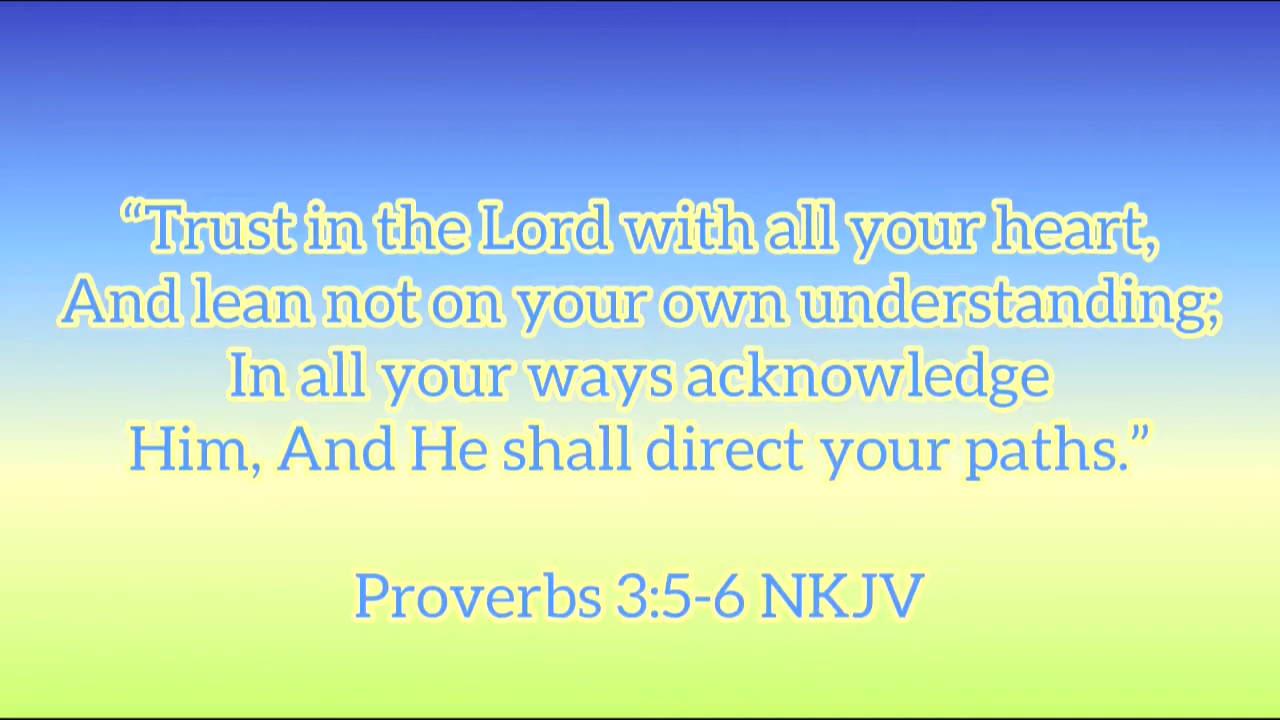 “Trust in the Lord with all your heart,
And lean not on your own understanding;
In all your ways acknowledge
Him, And He shall direct your paths.”
Proverbs 3:5-6 NKJV